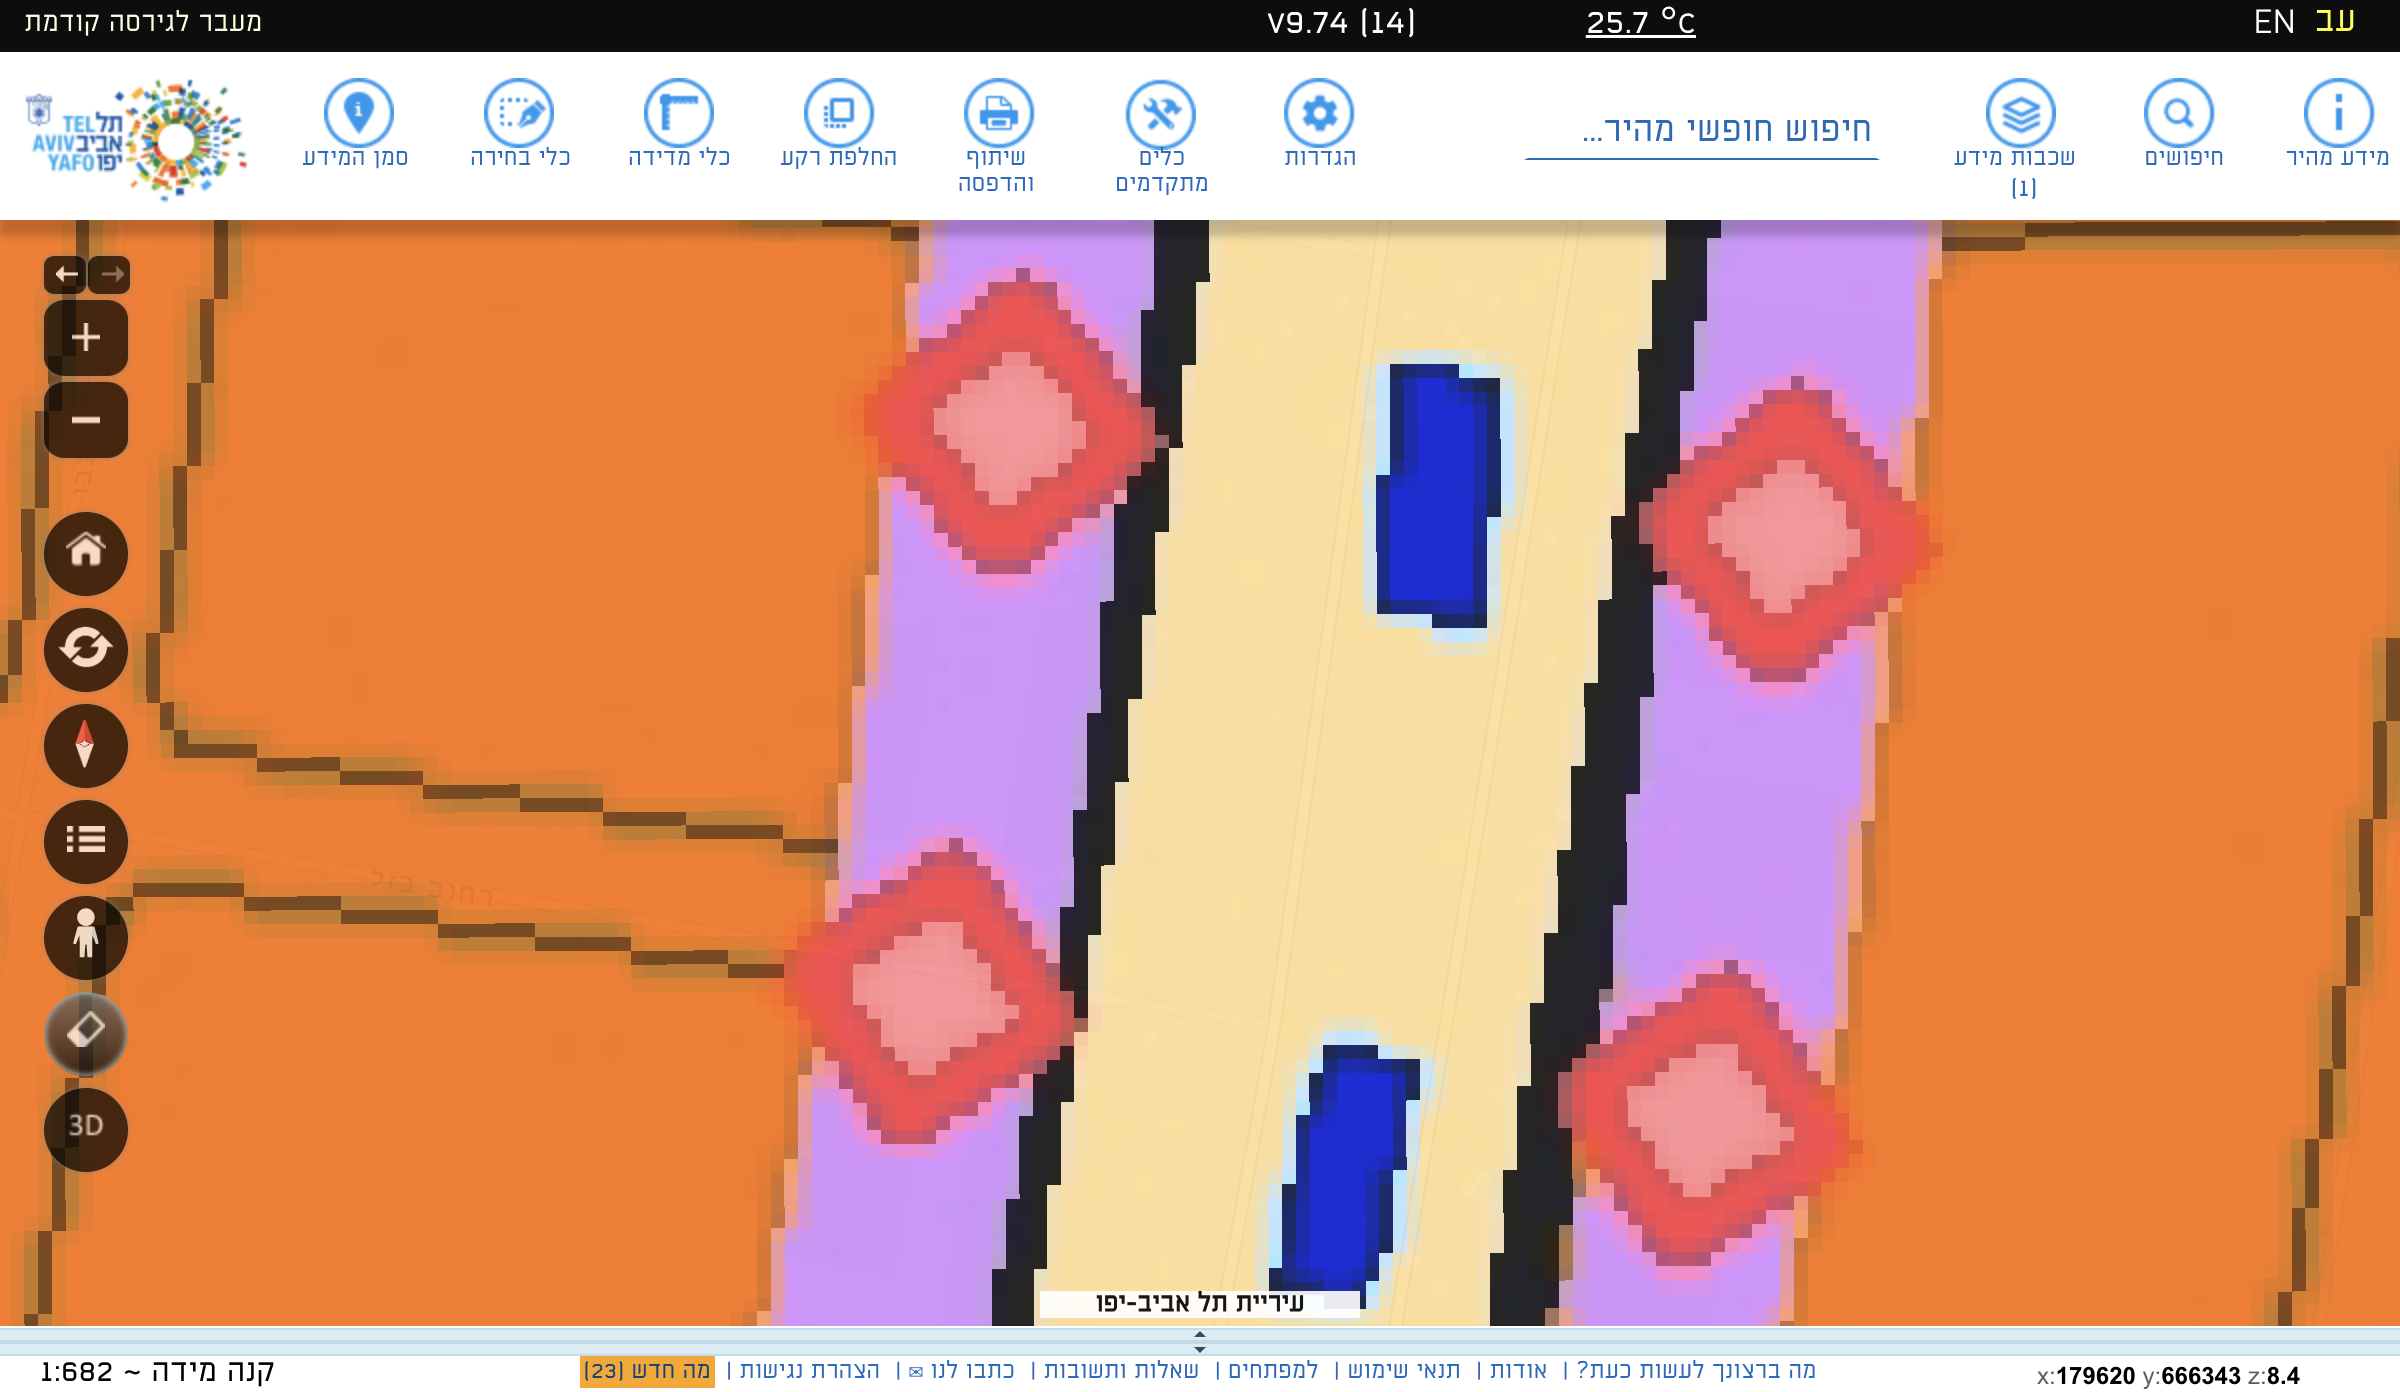 עב EN
25.7 °C
V9.74 (14)
מעבר לגירסה קודמת
מידע מהיר
חיפושים
שכבות מידע
(1)
חיפוש חופשי מהיר...
הגדרות
כלים
מתקדמים
שיתוף
והדפסה
החלפת רקע
כלי מדידה
כלי בחירה
סמן המידע
תל TEL
אביב AVIV
יפו YAFO
רחוב בזל
3D
עיריית תל אביב-יפו
x:179620 y:666343 z:8.4
מה ברצונך לעשות כעת? | אודות | תנאי שימוש | למפתחים | שאלות ותשובות | כתבו לנו ✉ | הצהרת נגישות | מה חדש (23)
קנה מידה ~ 1:682